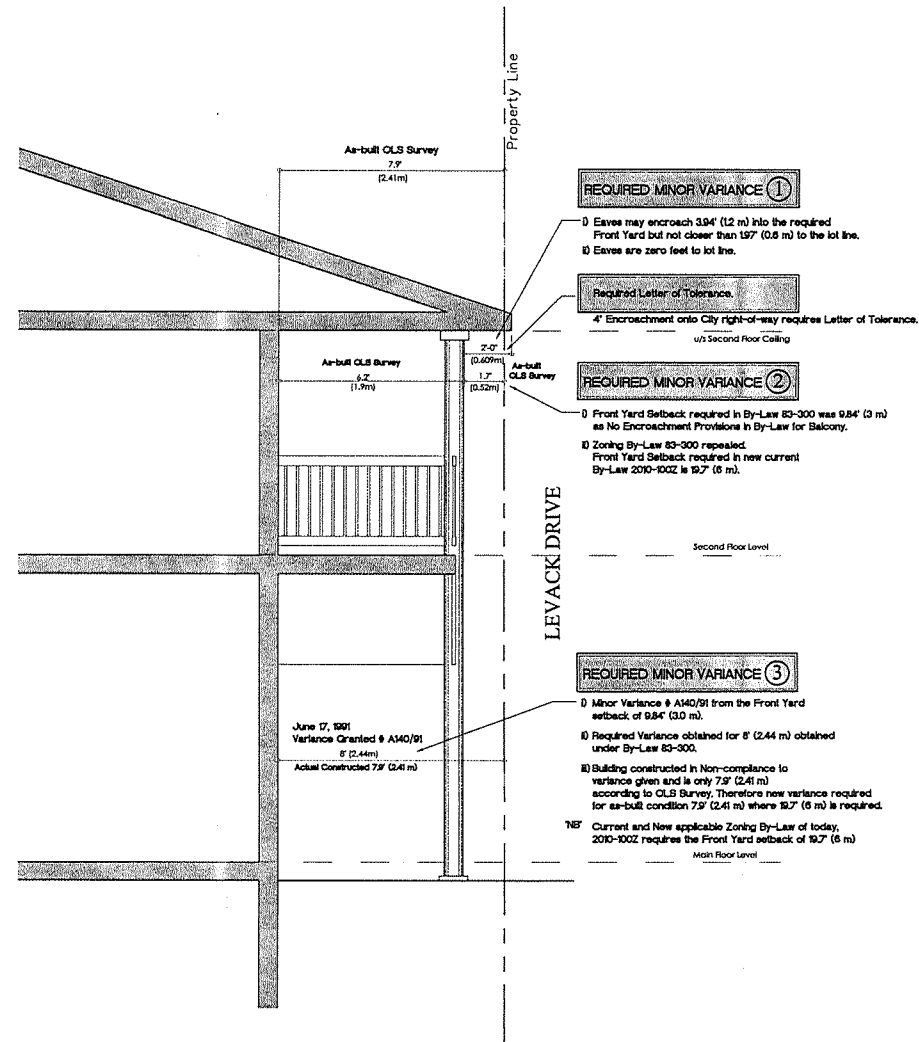 Property Line
As-built OLS Survey
7.9'
(2.41m)
REQUIRED MINOR VARIANCE 1
i) Eaves may encroach 3.94' (1.2 m) into the required
Front Yard but not closer than 1.97' (0.6 m) to the lot line.
ii) Eaves are zero feet to lot line.
Required Letter of Tolerance.
4" Encroachment onto City right-of-way requires Letter of Tolerance.
u/s Second Floor Ceiling
2'-0"
(0.609m)
As-built OLS Survey
6.2'
(1.9m)
1.7'
(0.52m)
As-built
OLS Survey
REQUIRED MINOR VARIANCE 2
i) Front Yard Setback required in By-Law 83-300 was 9.84' (3 m)
as No Encroachment Provisions in By-Law for Balcony.
ii) Zoning By-Law 83-300 repealed.
Front Yard Setback required in new current
By-Law 2010-100Z is 19.7' (6 m).
LEVACK DRIVE
Second Floor Level
REQUIRED MINOR VARIANCE 3
i) Minor Variance # A140/91 from the Front Yard
setback of 9.84' (3.0 m).
ii) Required Variance obtained for 8' (2.44 m) obtained
under By-Law 83-300.
iii) Building constructed in Non-compliance to
variance given and is only 7.9' (2.41 m)
according to OLS Survey. Therefore new variance required
for as-built condition 7.9' (2.41 m) where 19.7' (6 m) is required.
"NB" Current and New applicable Zoning By-Law of today,
2010-100Z requires the Front Yard setback of 19.7' (6 m)
June 17, 1991
Variance Granted # A140/91
8' (2.44m)
Actual Constructed 7.9' (2.41 m)
Main Floor Level